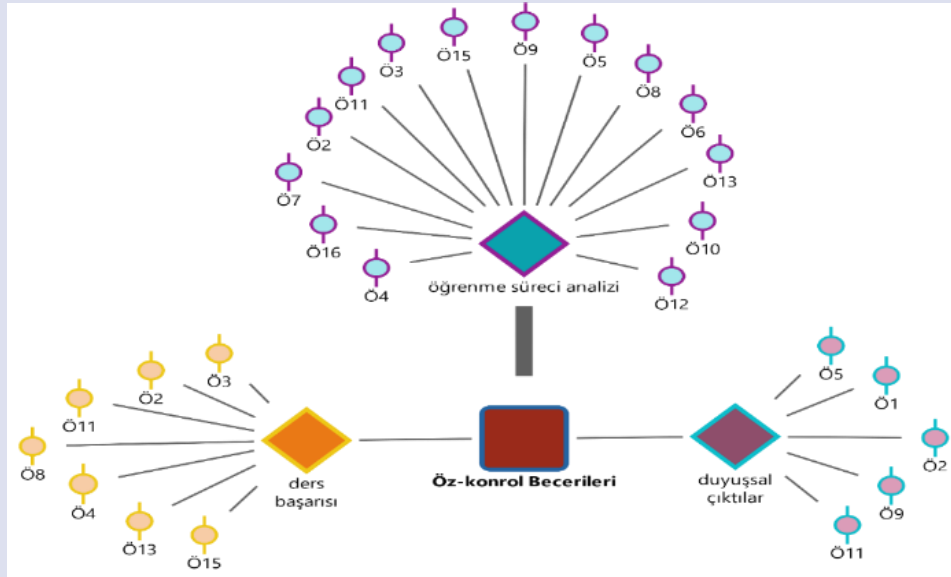 Ö9
Ö15
Ö5
Ö3
Ö8
Ö11
Ö6
Ö2
Ö13
Ö7
Ö16
Ö10
Ö4
Ö12
öğrenme süreci analizi
Ö3
Ö2
Ö11
Ö8
Ö4
Ö13
Ö15
ders
başarısı
Öz-konrol Becerileri
duyuşsal
çıktılar
Ö5
Ö1
Ö2
Ö9
Ö11